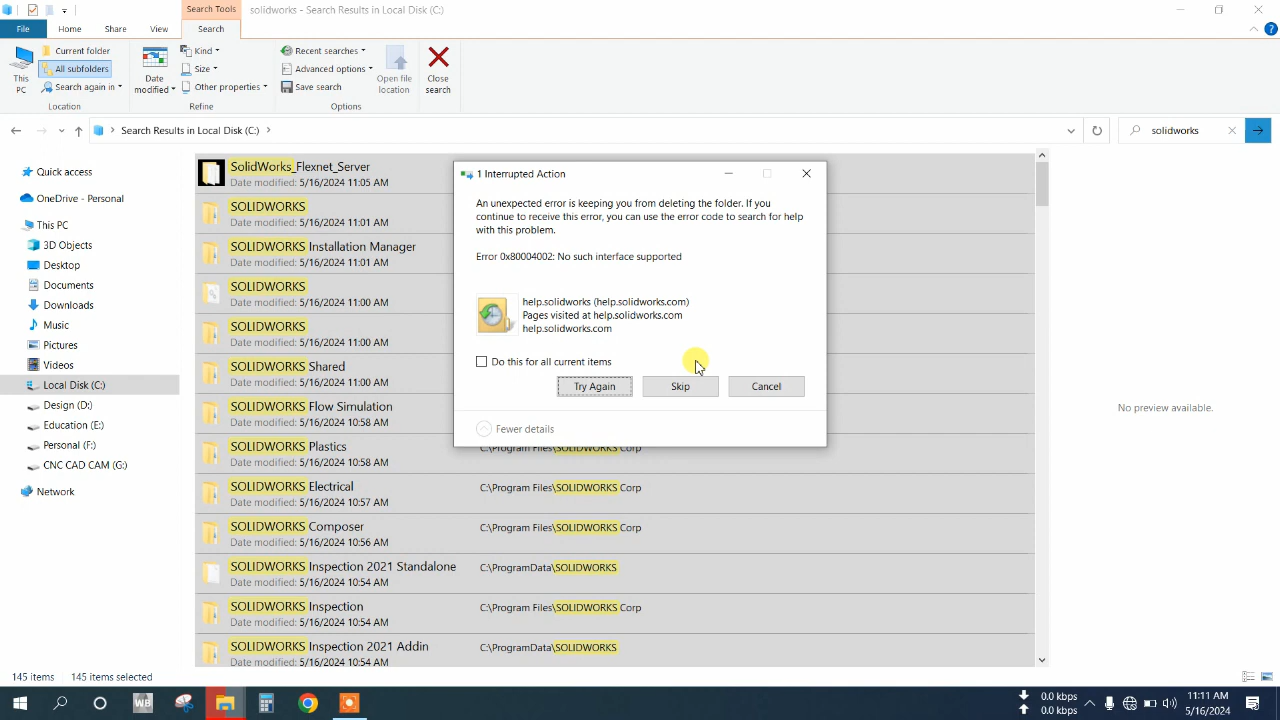 Search Tools
solidworks - Search Results in Local Disk (C:)
File
Home
Share
View
Search
This PC
Current folder
All subfolders
Search again in
Location
Date modified
Kind
Size
Other properties
Refine
Recent searches
Advanced options
Save search
Open file location
Options
Close search
Search Results in Local Disk (C:)
solidworks
Quick access
OneDrive - Personal
This PC
3D Objects
Desktop
Documents
Downloads
Music
Pictures
Videos
Local Disk (C:)
Design (D:)
Education (E:)
Personal (F:)
CNC CAD CAM (G:)
Network
SolidWorks_Flexnet_Server
Date modified: 5/16/2024 11:05 AM
SOLIDWORKS
Date modified: 5/16/2024 11:01 AM
SOLIDWORKS Installation Manager
Date modified: 5/16/2024 11:01 AM
SOLIDWORKS
Date modified: 5/16/2024 11:00 AM
SOLIDWORKS
Date modified: 5/16/2024 11:00 AM
SOLIDWORKS Shared
Date modified: 5/16/2024 11:00 AM
SOLIDWORKS Flow Simulation
Date modified: 5/16/2024 10:58 AM
SOLIDWORKS Plastics
C:\Program Files\SOLIDWORKS Corp
Date modified: 5/16/2024 10:58 AM
SOLIDWORKS Electrical
C:\Program Files\SOLIDWORKS Corp
Date modified: 5/16/2024 10:57 AM
SOLIDWORKS Composer
C:\Program Files\SOLIDWORKS Corp
Date modified: 5/16/2024 10:56 AM
SOLIDWORKS Inspection 2021 Standalone
C:\ProgramData\SOLIDWORKS
Date modified: 5/16/2024 10:54 AM
SOLIDWORKS Inspection
C:\Program Files\SOLIDWORKS Corp
Date modified: 5/16/2024 10:54 AM
SOLIDWORKS Inspection 2021 Addin
C:\ProgramData\SOLIDWORKS
Date modified: 5/16/2024 10:54 AM
1 Interrupted Action
An unexpected error is keeping you from deleting the folder. If you
continue to receive this error, you can use the error code to search for help
with this problem.
Error 0x80004002: No such interface supported
help.solidworks (help.solidworks.com)
Pages visited at help.solidworks.com
help.solidworks.com
Do this for all current items
Try Again
Skip
Cancel
Fewer details
No preview available.
145 items
145 items selected
WB
0.0 kbps
0.0 kbps
11:11 AM
5/16/2024